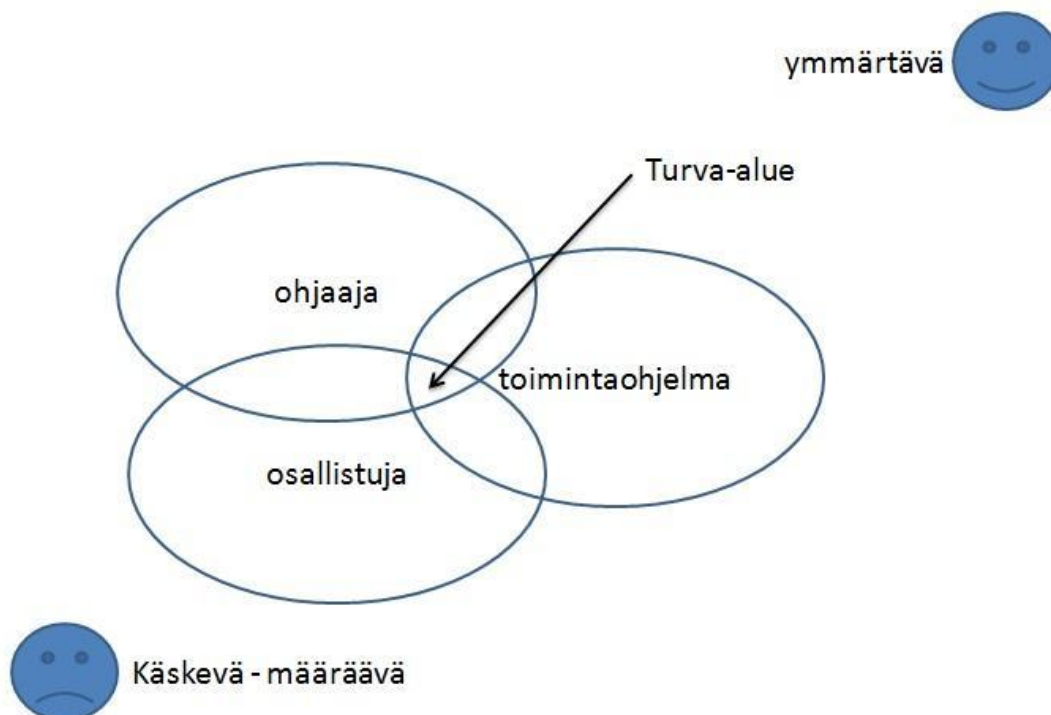 ymmärtävä
Turva-alue
ohjaaja
toimintaohjelma
osallistuja
Käskevä - määräävä